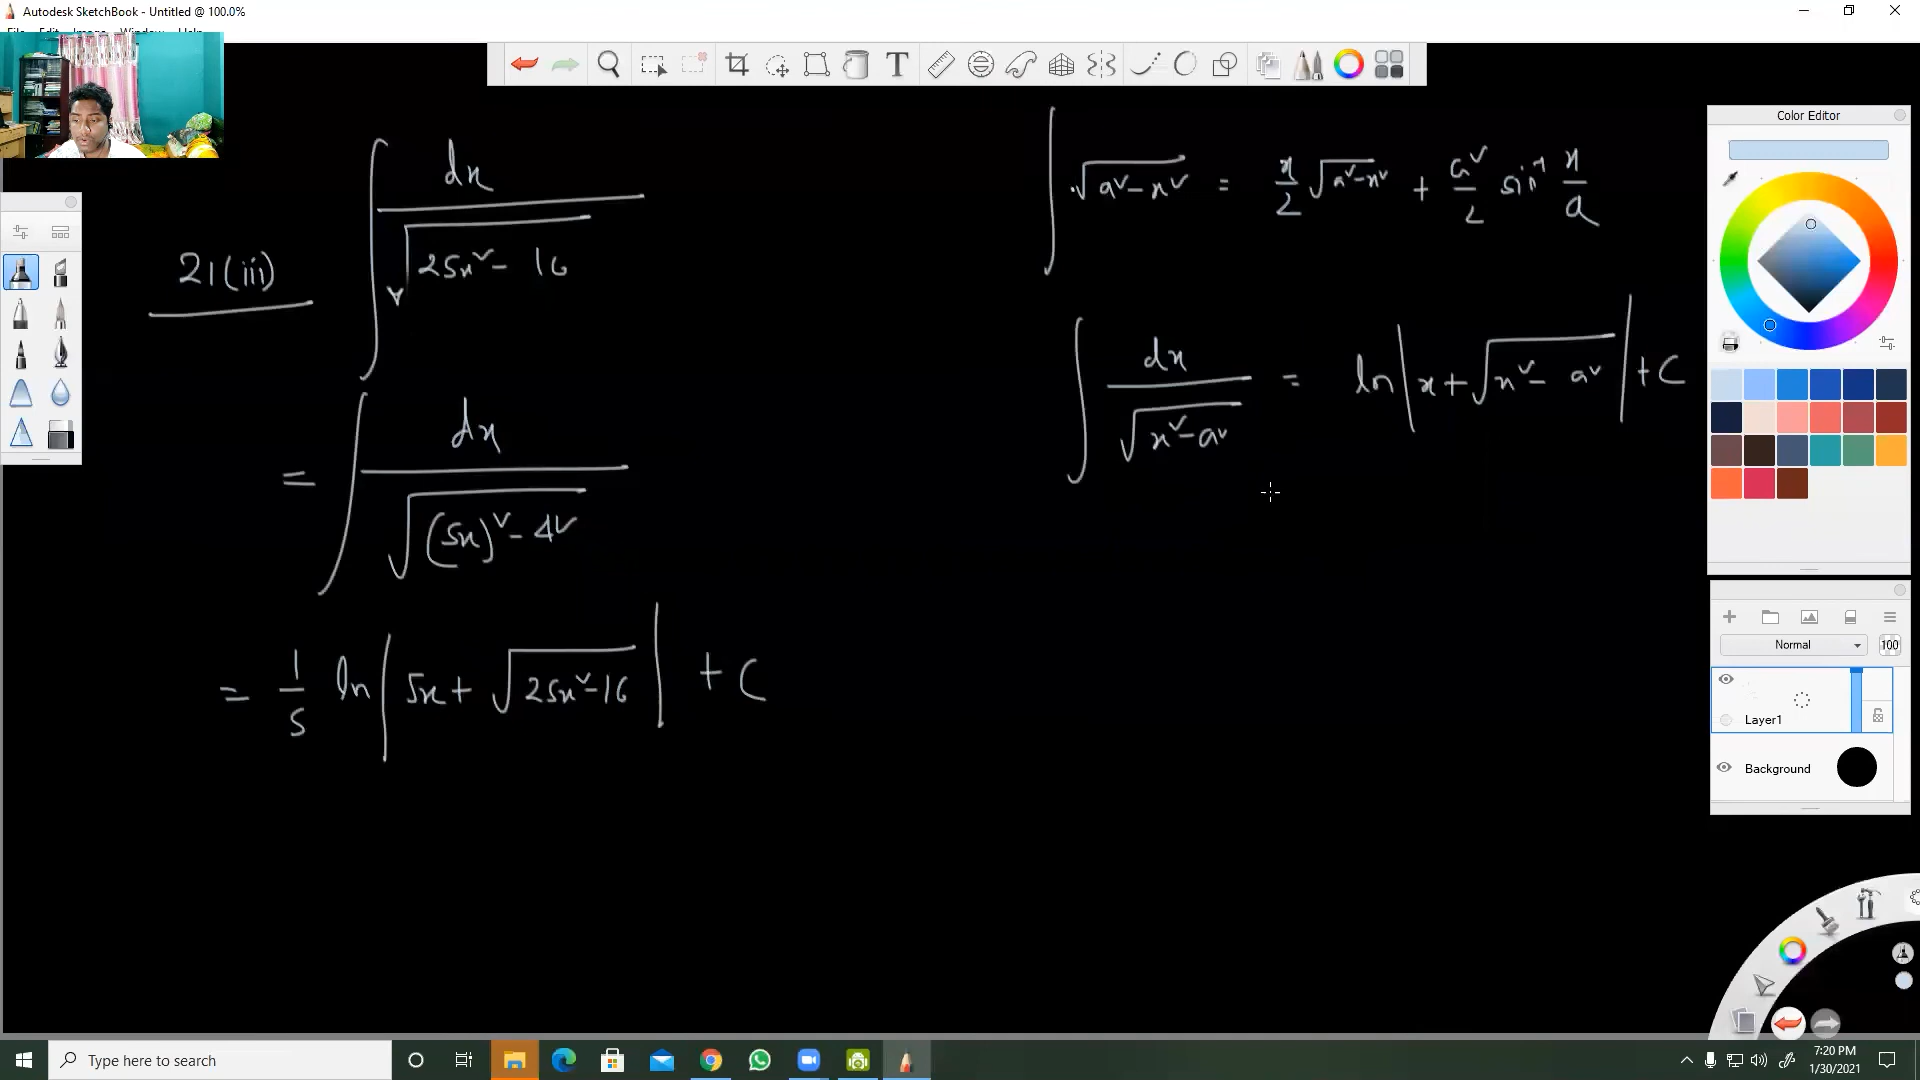 Autodesk SketchBook - Untitled @ 100.0%
21(iii) ∫ dx / √(25x² - 16)
= ∫ dx / √((5x)² - 4²)
= 1/5 ln |5x + √(25x² - 16)| + C
∫ √(a² - x²) = x/2 √(a² - x²) + a²/2 sin⁻¹ x/a
∫ dx / √(x² - a²) = ln |x + √(x² - a²)| + C
Color Editor
Normal
100
Layer1
Background
Type here to search
7:20 PM
1/30/2021